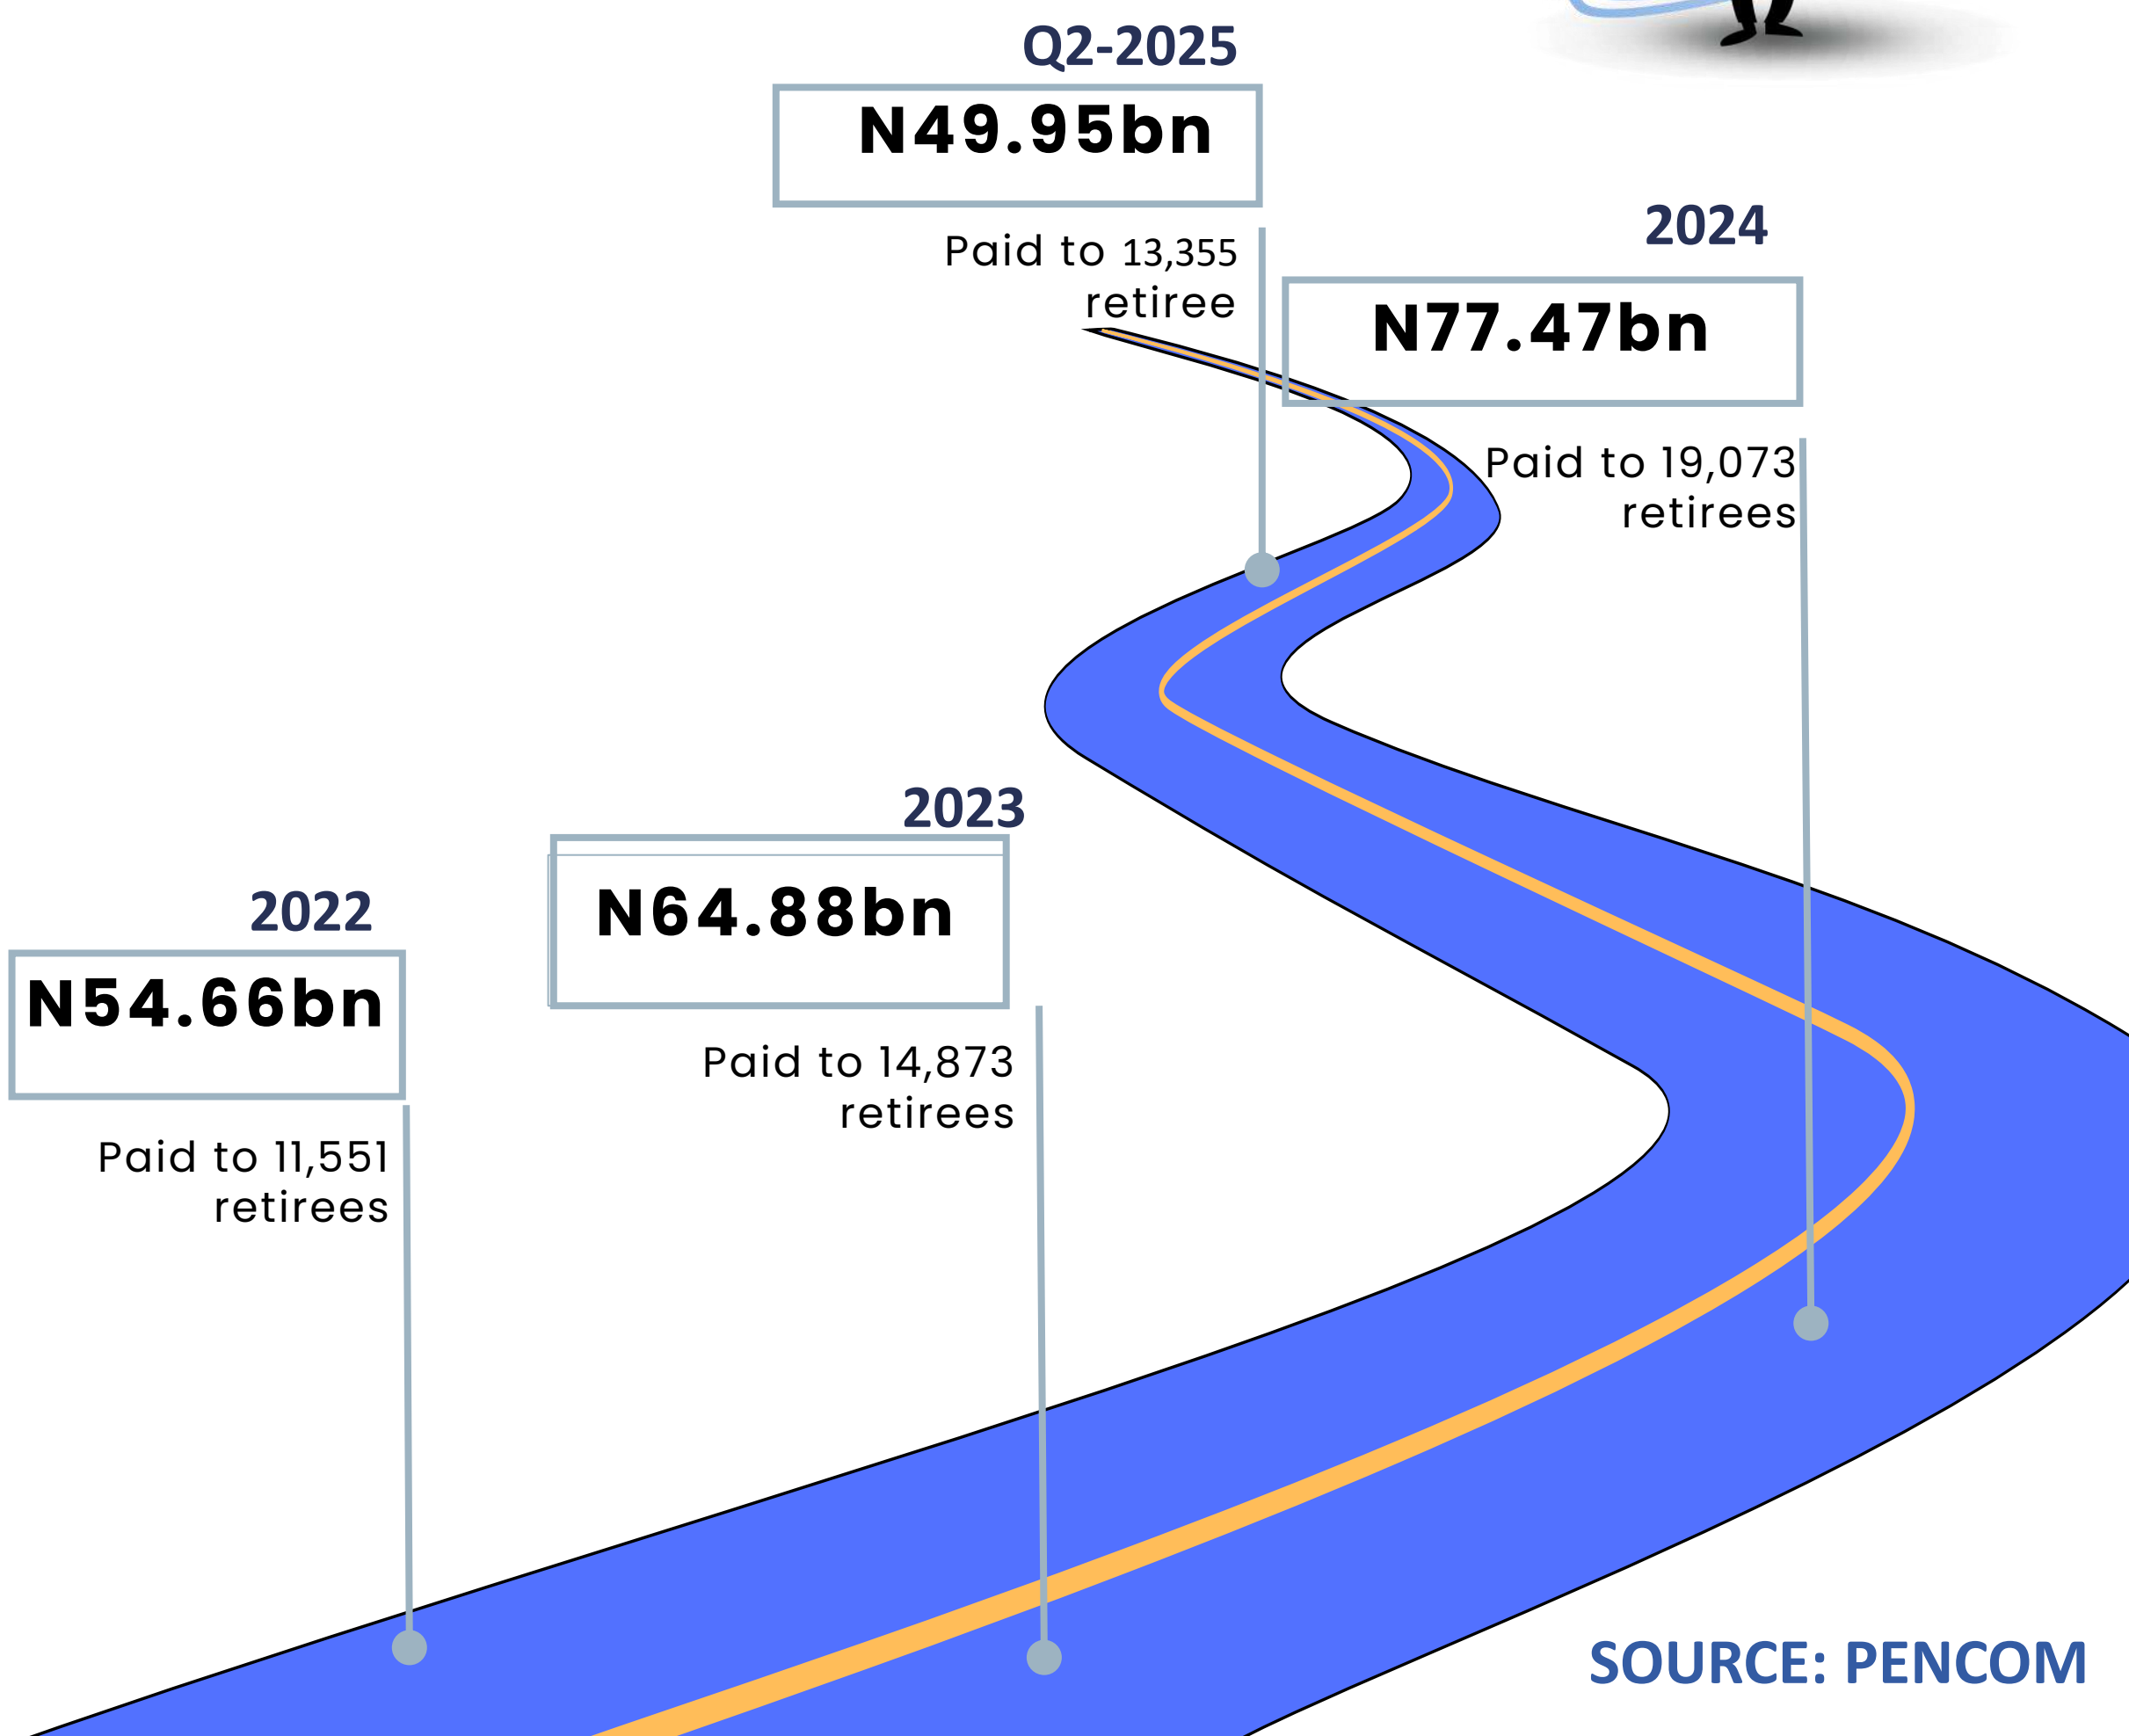 Q2-2025
N49.95bn
Paid to 13,355
retiree
2024
N77.47bn
Paid to 19,073
retirees
2023
N64.88bn
Paid to 14,873
retirees
2022
N54.66bn
Paid to 11,551
retirees
SOURCE: PENCOM